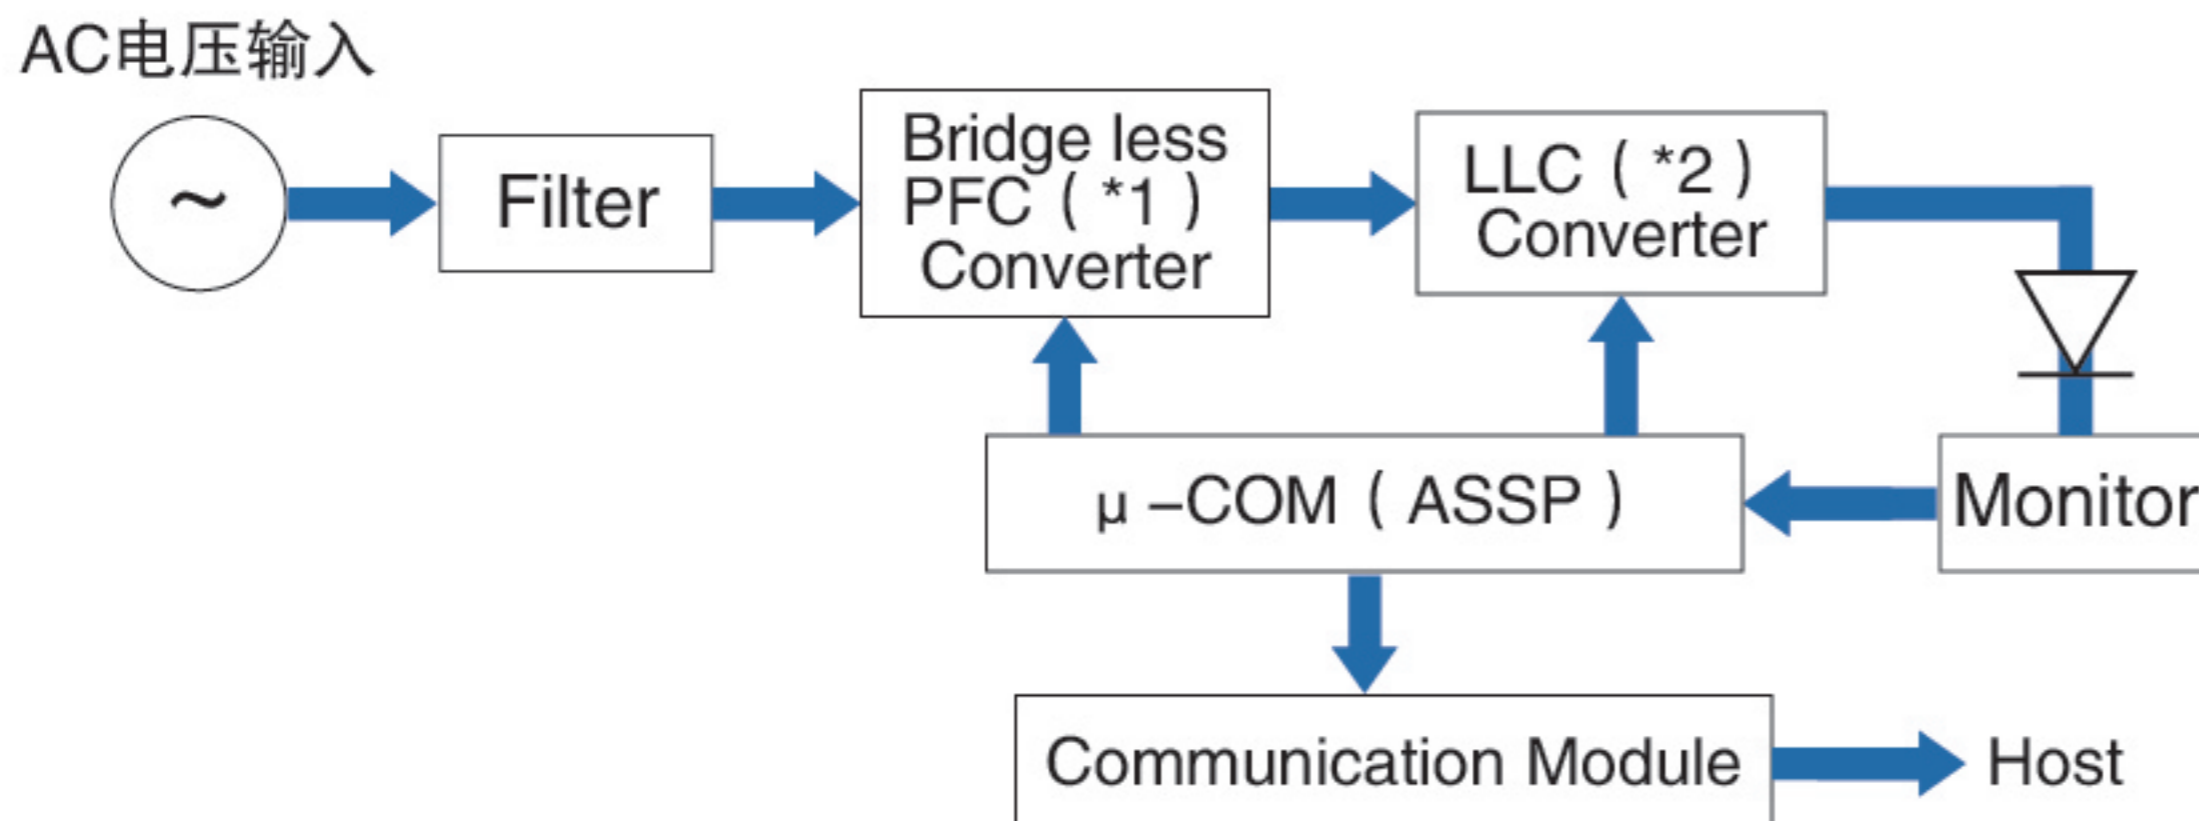 AC电压输入
~
Filter
Bridge less
PFC ( *1 )
Converter
LLC ( *2 )
Converter
μ –COM ( ASSP )
Monitor
Communication Module
Host